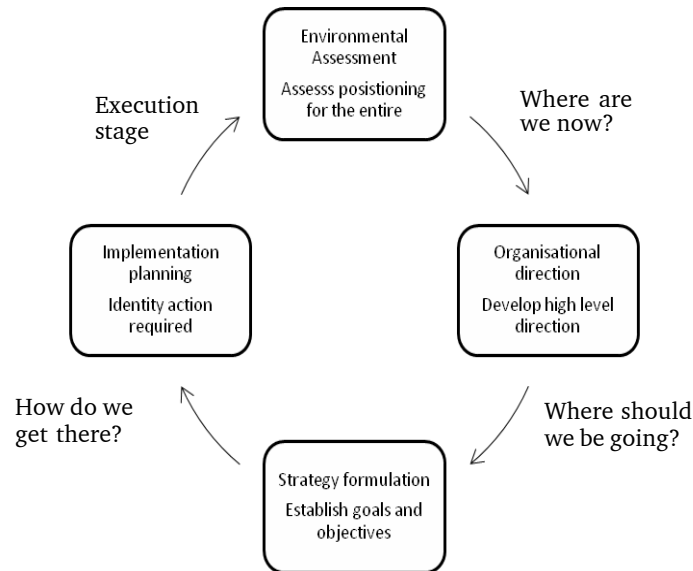 Environmental
Assessment
Assesss posistioning
for the entire
Where are
we now?
Organisational
direction
Develop high level
direction
Where should
we be going?
Strategy formulation
Establish goals and
objectives
How do we
get there?
Implementation
planning
Identity action
required
Execution
stage